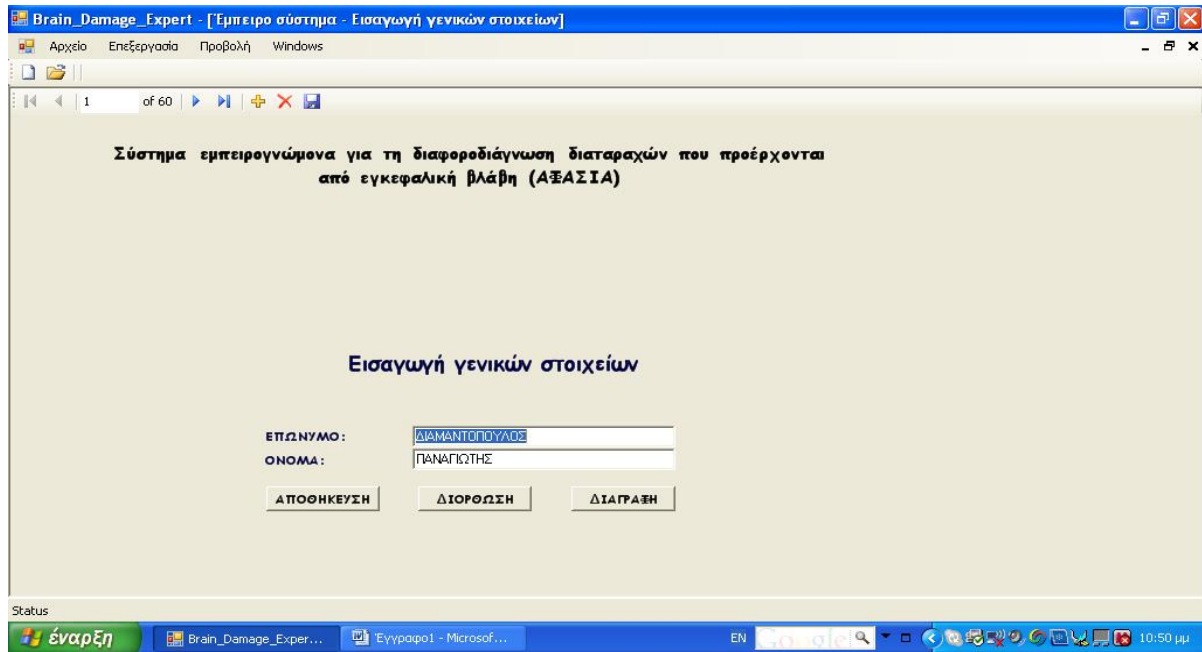 Brain_Damage_Expert - [Έμπειρο σύστημα - Εισαγωγή γενικών στοιχείων]
Αρχείο Επεξεργασία Προβολή Windows
1 of 60
Σύστημα εμπειρογνώμονα για τη διαφοροδιάγνωση διαταραχών που προέρχονται
από εγκεφαλική βλάβη (ΑΦΑΣΙΑ)
Εισαγωγή γενικών στοιχείων
ΕΠΩΝΥΜΟ: ΔΙΑΜΑΝΤΟΠΟΥΛΟΣ
ΟΝΟΜΑ: ΠΑΝΑΓΙΩΤΗΣ
ΑΠΟΘΗΚΕΥΣΗ ΔΙΟΡΘΩΣΗ ΔΙΑΓΡΑΦΗ
Status
έναρξη Brain_Damage_Exper... Έγγραφο1 - Microsof... EN Google 10:50 μμ